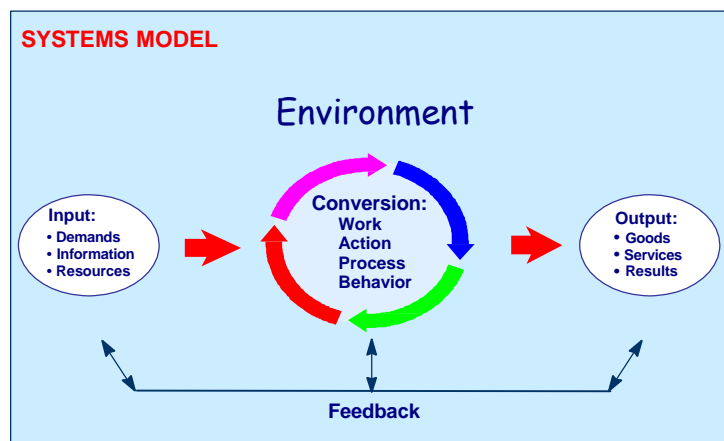 SYSTEMS MODEL
Environment
Input:
• Demands
• Information
• Resources
Conversion:
Work
Action
Process
Behavior
Output:
• Goods
• Services
• Results
Feedback